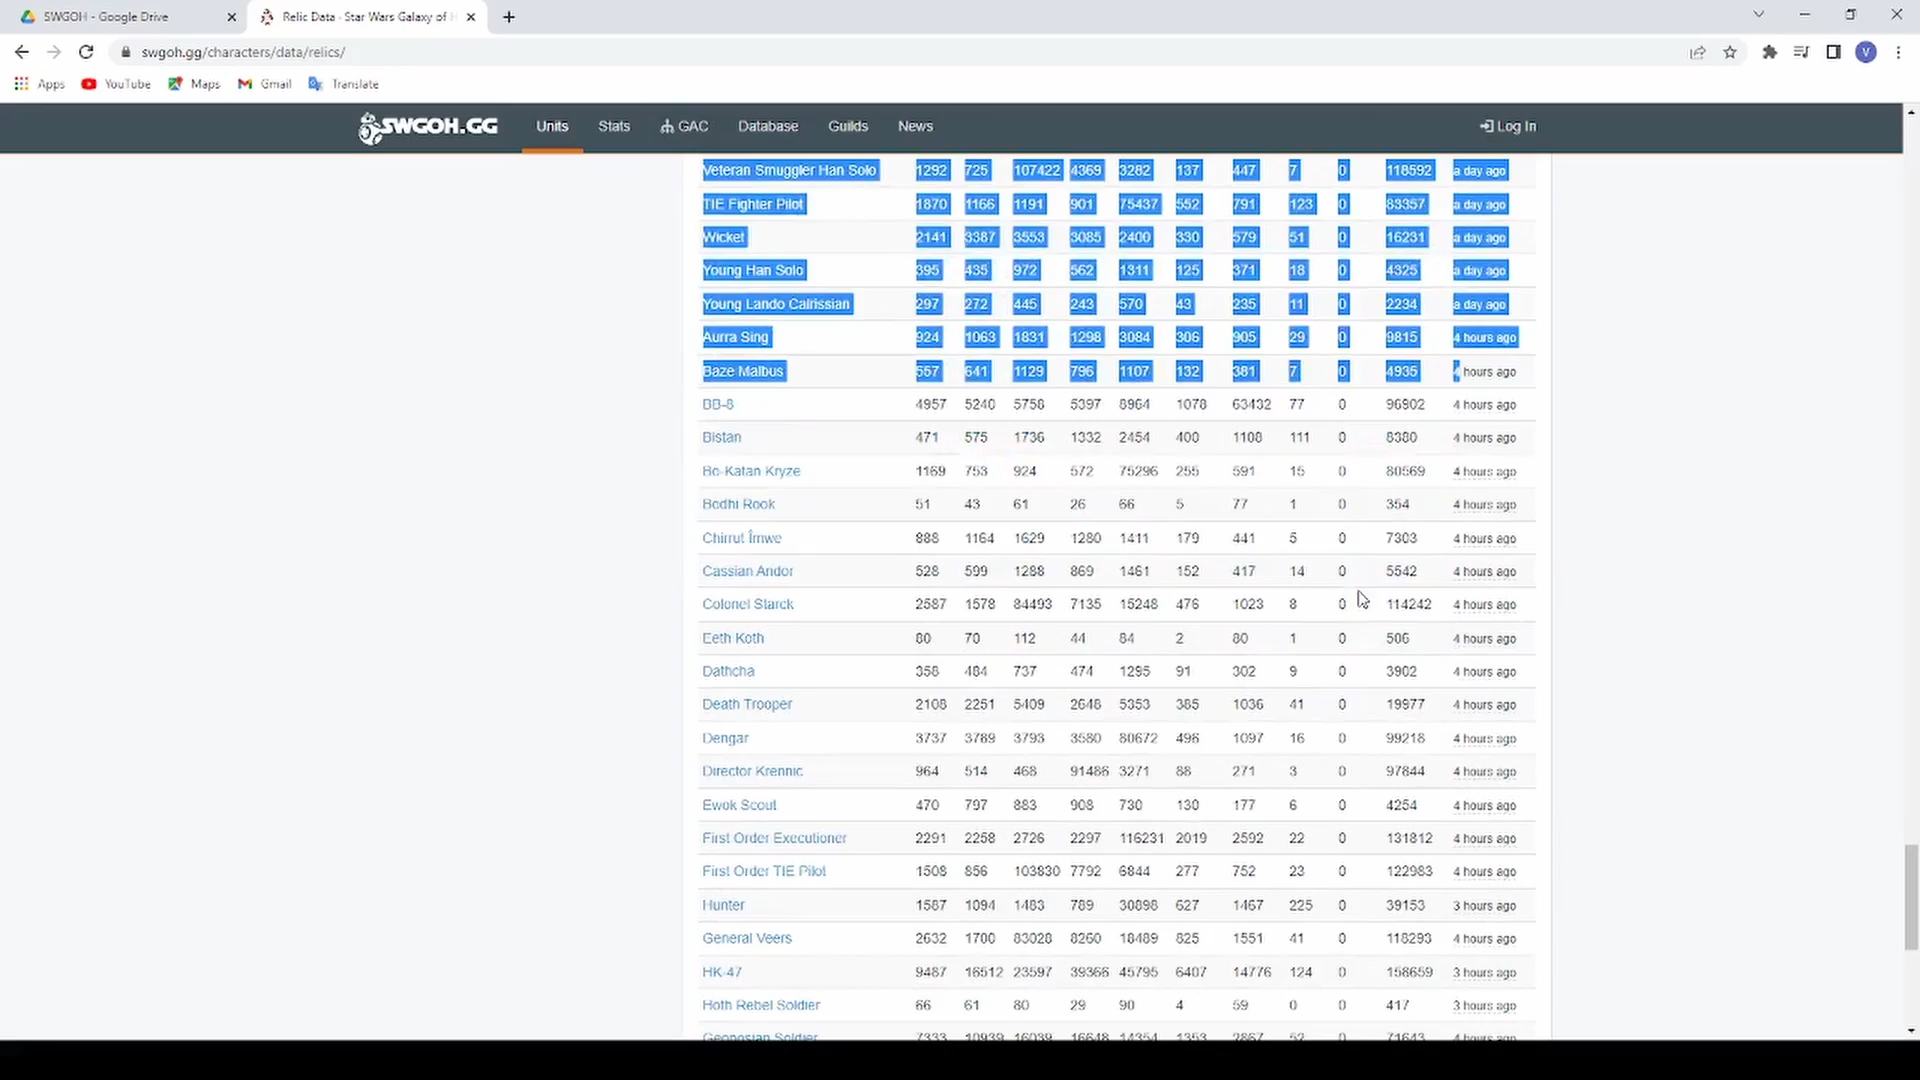 SWGOH - Google Drive
Relic Data - Star Wars Galaxy of H
swgoh.gg/characters/data/relics/
V
Apps YouTube Maps Gmail Translate
SWGOH.GG Units Stats GAC Database Guilds News Log In
Veteran Smuggler Han Solo 1292 725 107422 4369 3282 137 447 7 0 118592 a day ago
TIE Fighter Pilot 1870 1166 1191 901 75437 552 791 123 0 83357 a day ago
Wicket 2141 3387 3553 3085 2400 330 579 51 0 16231 a day ago
Young Han Solo 395 435 972 562 1311 125 371 18 0 4325 a day ago
Young Lando Calrissian 297 272 445 243 570 43 235 11 0 2234 a day ago
Aurra Sing 924 1063 1831 1298 3084 306 905 29 0 9815 4 hours ago
Baze Malbus 557 641 1129 796 1107 132 381 7 0 4935 4 hours ago
BB-8 4957 5240 5758 5397 8964 1078 63432 77 0 96902 4 hours ago
Bistan 471 575 1736 1332 2454 400 1108 111 0 8380 4 hours ago
Bo-Katan Kryze 1169 753 924 572 75296 255 591 15 0 80569 4 hours ago
Bodhi Rook 51 43 61 26 66 5 77 1 0 354 4 hours ago
Chirrut Îmwe 888 1164 1629 1280 1411 179 441 5 0 7303 4 hours ago
Cassian Andor 528 599 1288 869 1461 152 417 14 0 5542 4 hours ago
Colonel Starck 2587 1578 84493 7135 15248 476 1023 8 0 114242 4 hours ago
Eeth Koth 80 70 112 44 84 2 80 1 0 506 4 hours ago
Dathcha 358 484 737 474 1295 91 302 9 0 3902 4 hours ago
Death Trooper 2108 2251 5409 2648 5353 385 1036 41 0 19977 4 hours ago
Dengar 3737 3789 3793 3580 80672 496 1097 16 0 99218 4 hours ago
Director Krennic 964 514 468 91486 3271 88 271 3 0 97844 4 hours ago
Ewok Scout 470 797 883 908 730 130 177 6 0 4254 4 hours ago
First Order Executioner 2291 2258 2726 2297 116231 2019 2592 22 0 131812 4 hours ago
First Order TIE Pilot 1508 856 103830 7792 6844 277 752 23 0 122983 4 hours ago
Hunter 1587 1094 1483 789 30898 627 1467 225 0 39153 3 hours ago
General Veers 2632 1700 83028 8260 18489 825 1551 41 0 118293 4 hours ago
HK-47 9487 16512 23597 39366 45795 6407 14776 124 0 158659 3 hours ago
Hoth Rebel Soldier 66 61 80 29 90 4 59 0 0 417 3 hours ago
Geonosian Soldier 7333 10939 16039 16648 14354 1353 2867 52 0 71643 4 hours ago